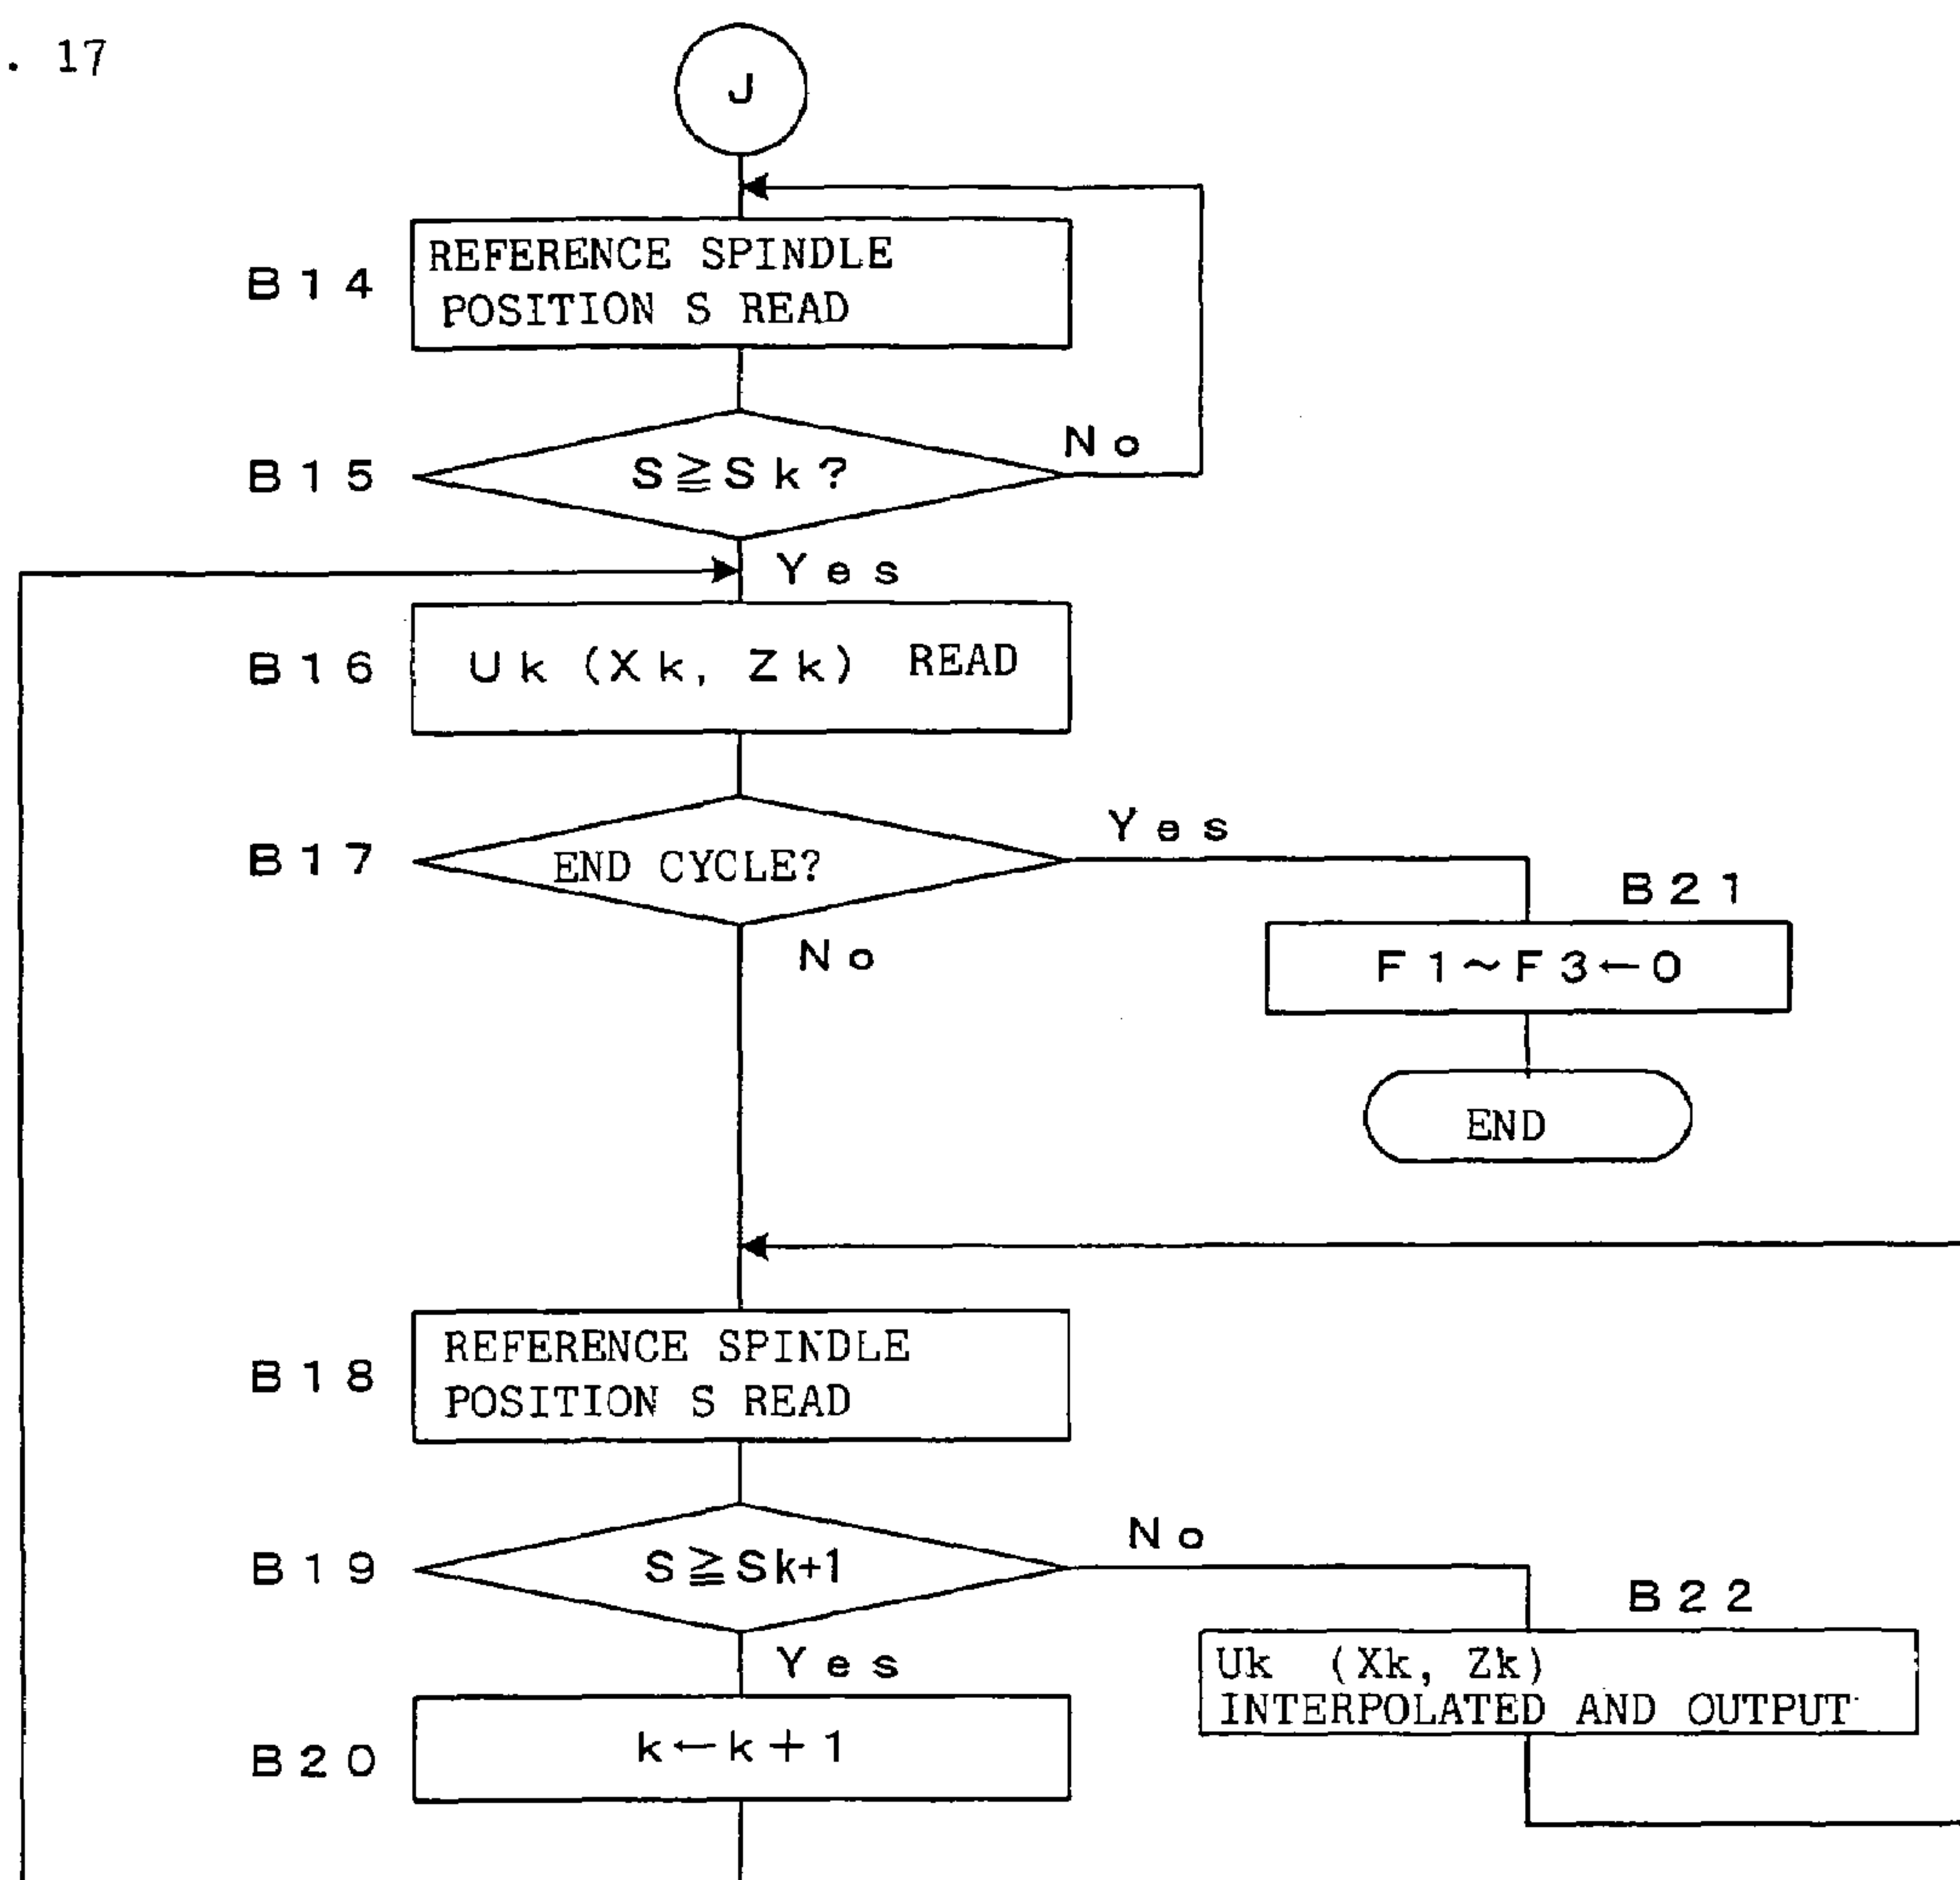 . 17
J
B14
REFERENCE SPINDLE
POSITION S READ
B15
S≧Sk?
No
Yes
B16
Uk (Xk, Zk) READ
B17
END CYCLE?
Yes
No
B21
F1~F3←0
END
B18
REFERENCE SPINDLE
POSITION S READ
B19
S≧Sk+1
No
Yes
B22
Uk (Xk, Zk)
INTERPOLATED AND OUTPUT
B20
k←k+1